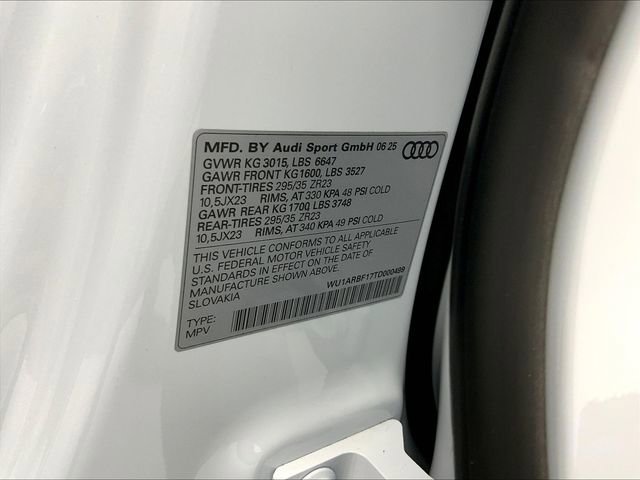 MFD. BY Audi Sport GmbH 06 25
GVWR KG 3015, LBS 6647
GAWR FRONT KG1600, LBS 3527
FRONT-TIRES 295/35 ZR23
10,5JX23 RIMS, AT 330 KPA 48 PSI COLD
GAWR REAR KG 1700, LBS 3748
REAR-TIRES 295/35 ZR23
10,5JX23 RIMS, AT 340 KPA 49 PSI COLD
THIS VEHICLE CONFORMS TO ALL APPLICABLE
U.S. FEDERAL MOTOR VEHICLE SAFETY
STANDARDS IN EFFECT ON THE DATE OF
MANUFACTURE SHOWN ABOVE.
SLOVAKIA
WU1ARBF17TD000499
TYPE:
MPV